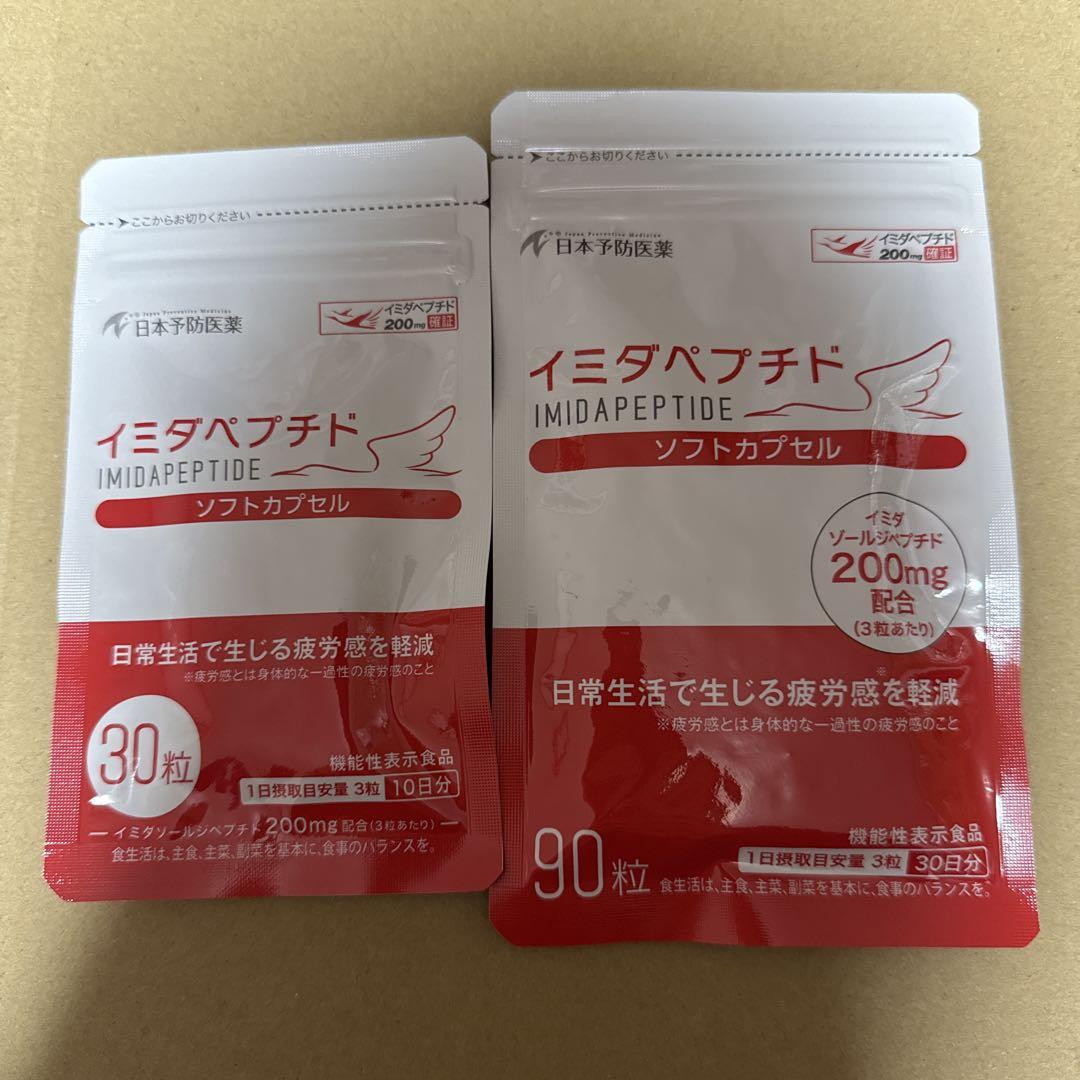 ここからお切りください
Japan Preventive Medicine
日本予防医薬
イミダペプチド
200mg 確証
イミダペプチド
IMIDAPEPTIDE
ソフトカプセル
日常生活で生じる疲労感を軽減
※疲労感とは身体的な一過性の疲労感のこと
30粒
機能性表示食品
1日摂取目安量 3粒 10日分
イミダゾールジペプチド 200mg 配合(3粒あたり)
食生活は、主食、主菜、副菜を基本に、食事のバランスを。
ここからお切りください
Japan Preventive Medicine
日本予防医薬
イミダペプチド
200mg 確証
イミダペプチド
IMIDAPEPTIDE
ソフトカプセル
イミダ
ゾールジペプチド
200mg
配合
(3粒あたり)
日常生活で生じる疲労感※を軽減
※疲労感とは身体的な一過性の疲労感のこと
90粒
機能性表示食品
1日摂取目安量 3粒 30日分
食生活は、主食、主菜、副菜を基本に、食事のバランスを。